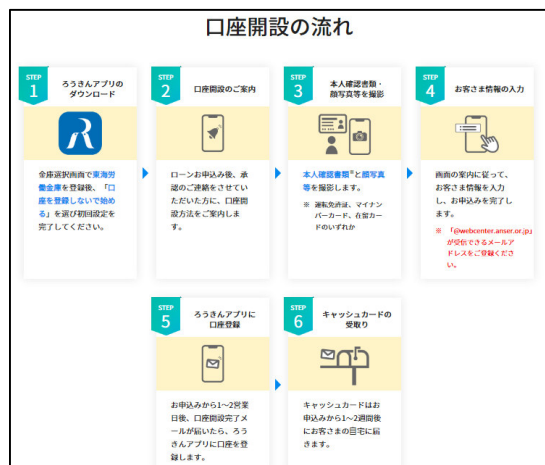 口座開設の流れ
STEP
1
ろうきんアプリの
ダウンロード
金庫選択画面で東海労
働金庫を登録後、「口
座を登録しないで始め
る」を選び初回設定を
完了してください。
STEP
2
口座開設のご案内
ローンお申込み後、承
認のご連絡をさせてい
ただいた方に、口座開
設方法をご案内しま
す。
STEP
3
本人確認書類・
顔写真等を撮影
本人確認書類※と顔写真
等を撮影します。
※ 運転免許証、マイナン
バーカード、在留カー
ドのいずれか
STEP
4
お客さま情報の入力
画面の案内に従って、
お客さま情報を入力
し、お申込みを完了し
ます。
※ 「@webcenter.anser.or.jp」
が受信できるメールア
ドレスをご登録くださ
い。
STEP
5
ろうきんアプリに
口座登録
お申込みから1~2営業
日後、口座開設完了メ
ールが届いたら、ろう
きんアプリに口座を登
録します。
STEP
6
キャッシュカードの
受取り
キャッシュカードはお
申込みから1~2週間後
にお客さまの自宅に届
きます。